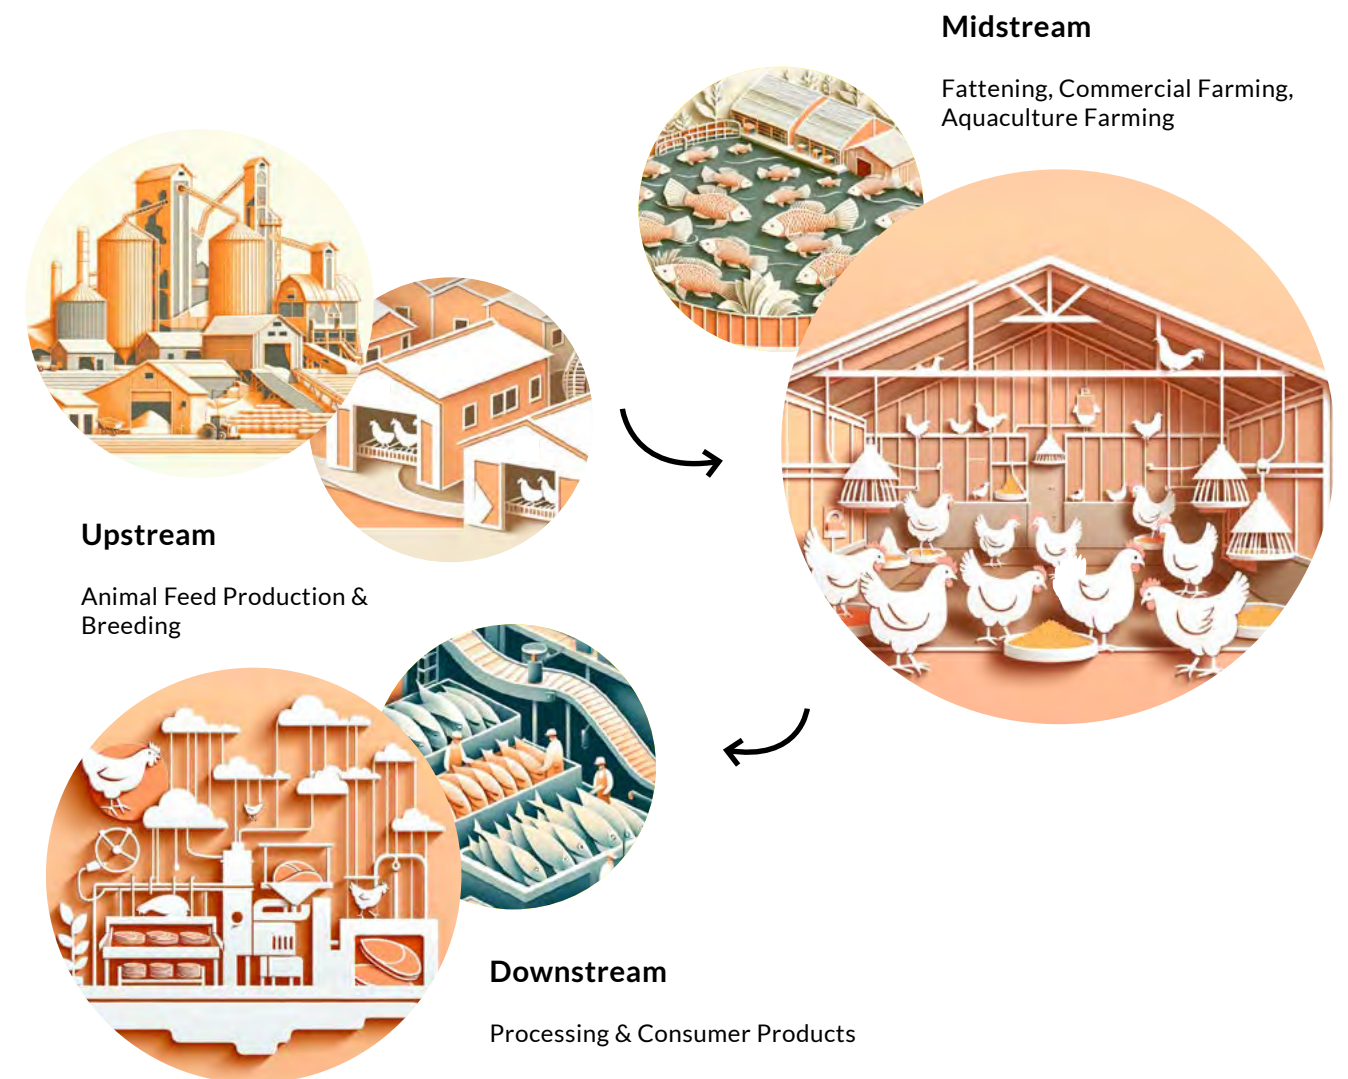 Midstream
Fattening, Commercial Farming,
Aquaculture Farming
Upstream
Animal Feed Production &
Breeding
Downstream
Processing & Consumer Products